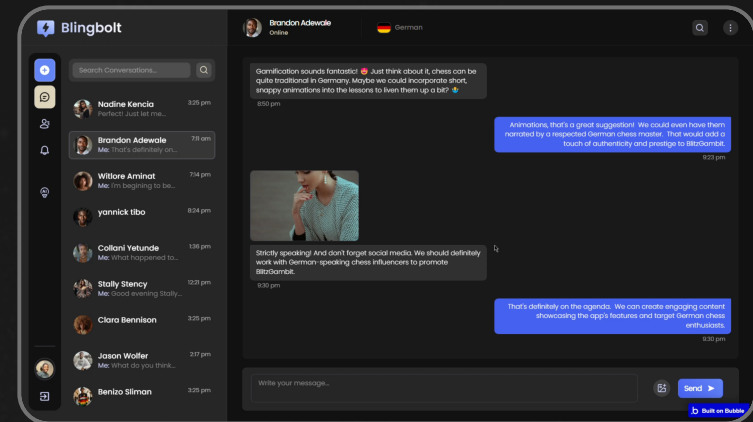 Blingbolt
Search Conversations...
Nadine Kencia 3:25 pm
Perfect! Just let me...
Brandon Adewale 7:11 am
Me: That's definitely on...
Witlore Aminat 7:14 pm
Me: i'm begining to be...
yannick tibo 8:24 pm
Collani Yetunde 1:36 pm
Me: What happened to...
Stally Stency 12:31 pm
Me: Good evening Stally...
Clara Bennison 3:25 pm
Jason Wolfer 2:17 pm
Me: What do you think...
Benizo Sliman 3:25 pm
Brandon Adewale
Online
German
Gamification sounds fantastic! 🤩 Just think about it, chess can be
quite traditional in Germany. Maybe we could incorporate short,
snappy animations into the lessons to liven them up a bit?
8:50 pm
Animations, that's a great suggestion! We could even have them
narrated by a respected German chess master. That would add a
touch of authenticity and prestige to BlitzGambit.
9:23 pm
Strictly speaking! And don't forget social media. We should definitely
work with German-speaking chess influencers to promote
BlitzGambit.
9:30 pm
That's definitely on the agenda. We can create engaging content
showcasing the app's features and target German chess
enthusiasts.
9:30 pm
Write your message...
Send
b Built on Bubble